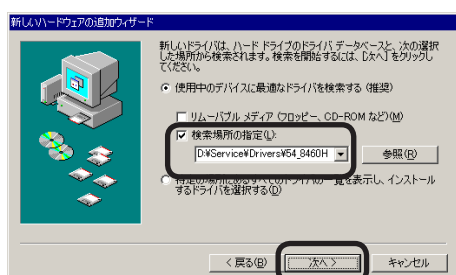 新しいハードウェアの追加ウィザード
新しいドライバは、ハード ドライブのドライバ データベースと、次の選択
した場所から検索されます。検索を開始するには、[次へ] をクリックし
てください。
使用中のデバイスに最適なドライバを検索する (推奨)
リムーバブル メディア (フロッピー、CD-ROM など)(M)
検索場所の指定(L):
D:¥Service¥Drivers¥54_8460H
参照(R)
特定の場所にあるすべてのドライバの一覧を表示し、インストール
するドライバを選択する(D)
< 戻る(B)
次へ >
キャンセル